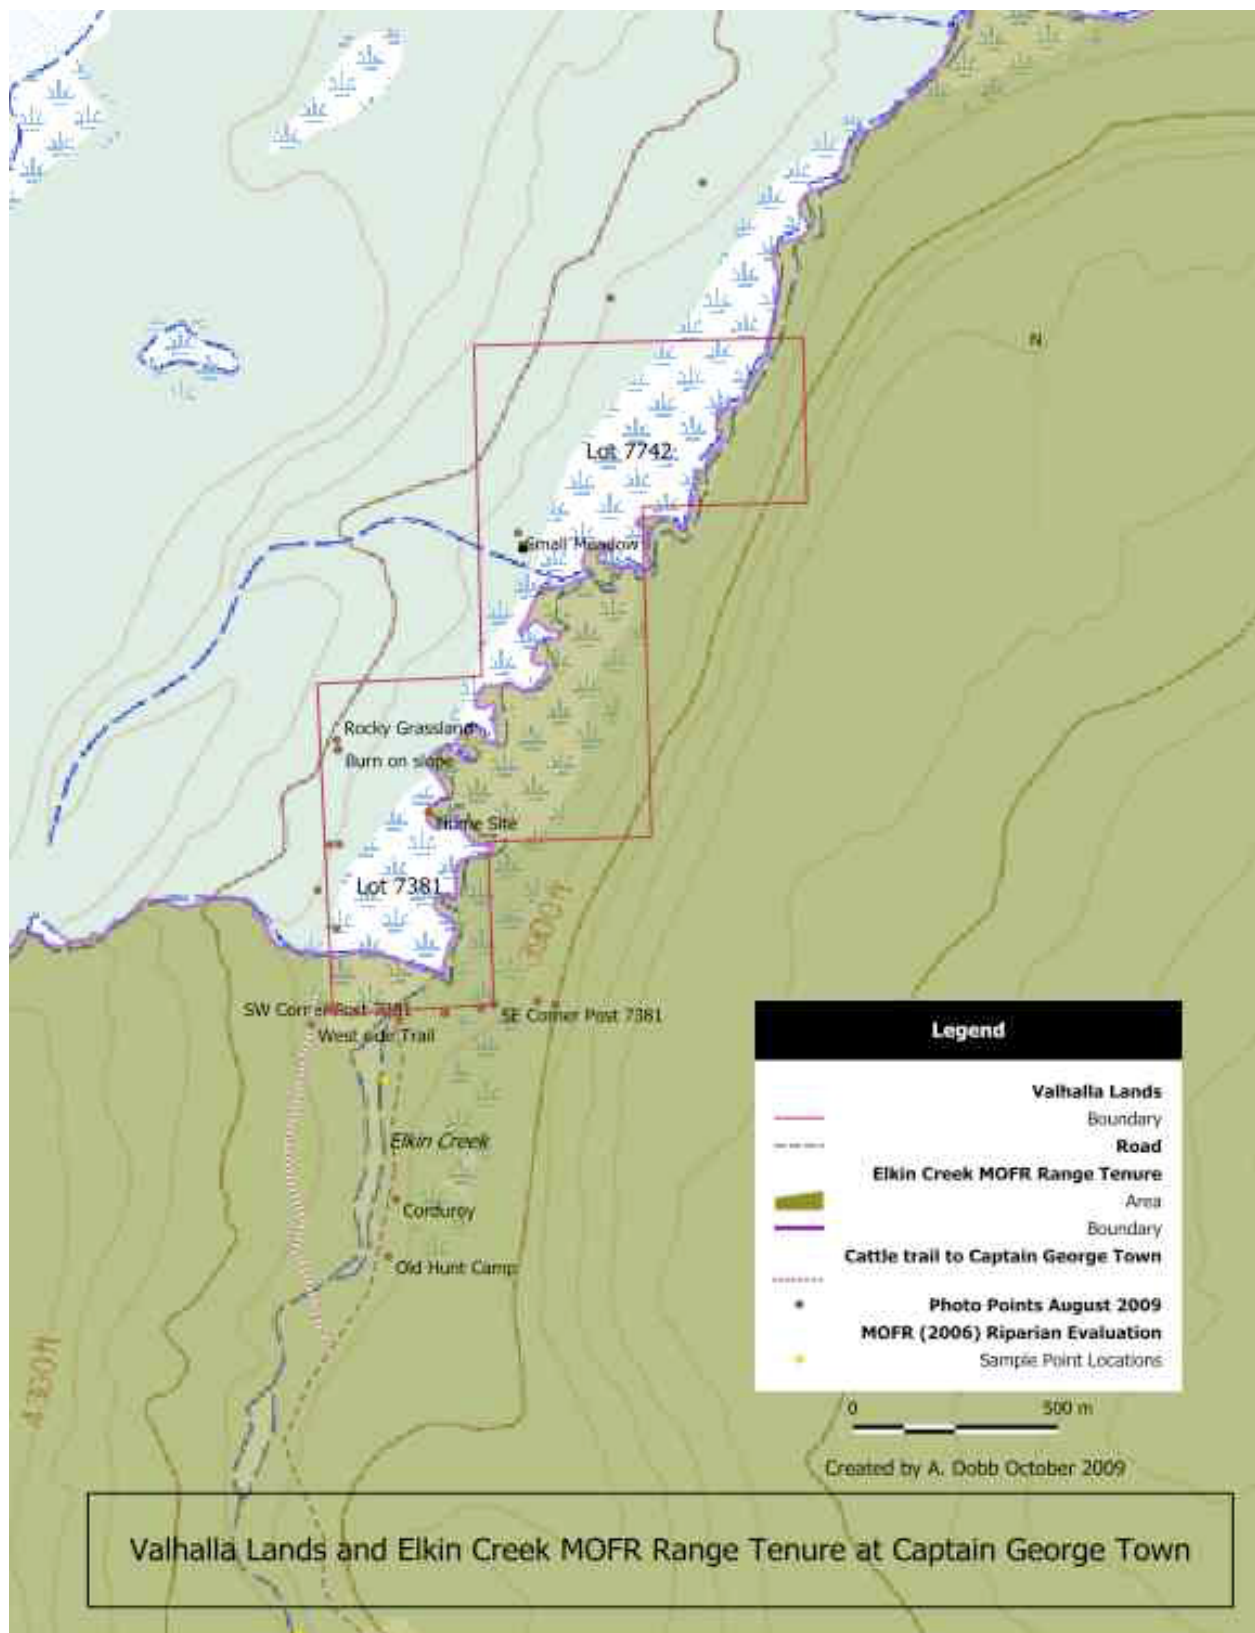 N
Lot 7742
Small Meadow
Rocky Grassland
Burn on slope
Home Site
Lot 7381
4000
SW Corner Post 7381
SE Corner Post 7381
West side Trail
Elkin Creek
Corduroy
Old Hunt Camp
Legend
Valhalla Lands
Boundary
Road
Elkin Creek MOFR Range Tenure
Area
Boundary
Cattle trail to Captain George Town
Photo Points August 2009
MOFR (2006) Riparian Evaluation
Sample Point Locations
0 500 m
Created by A. Dobb October 2009
Valhalla Lands and Elkin Creek MOFR Range Tenure at Captain George Town